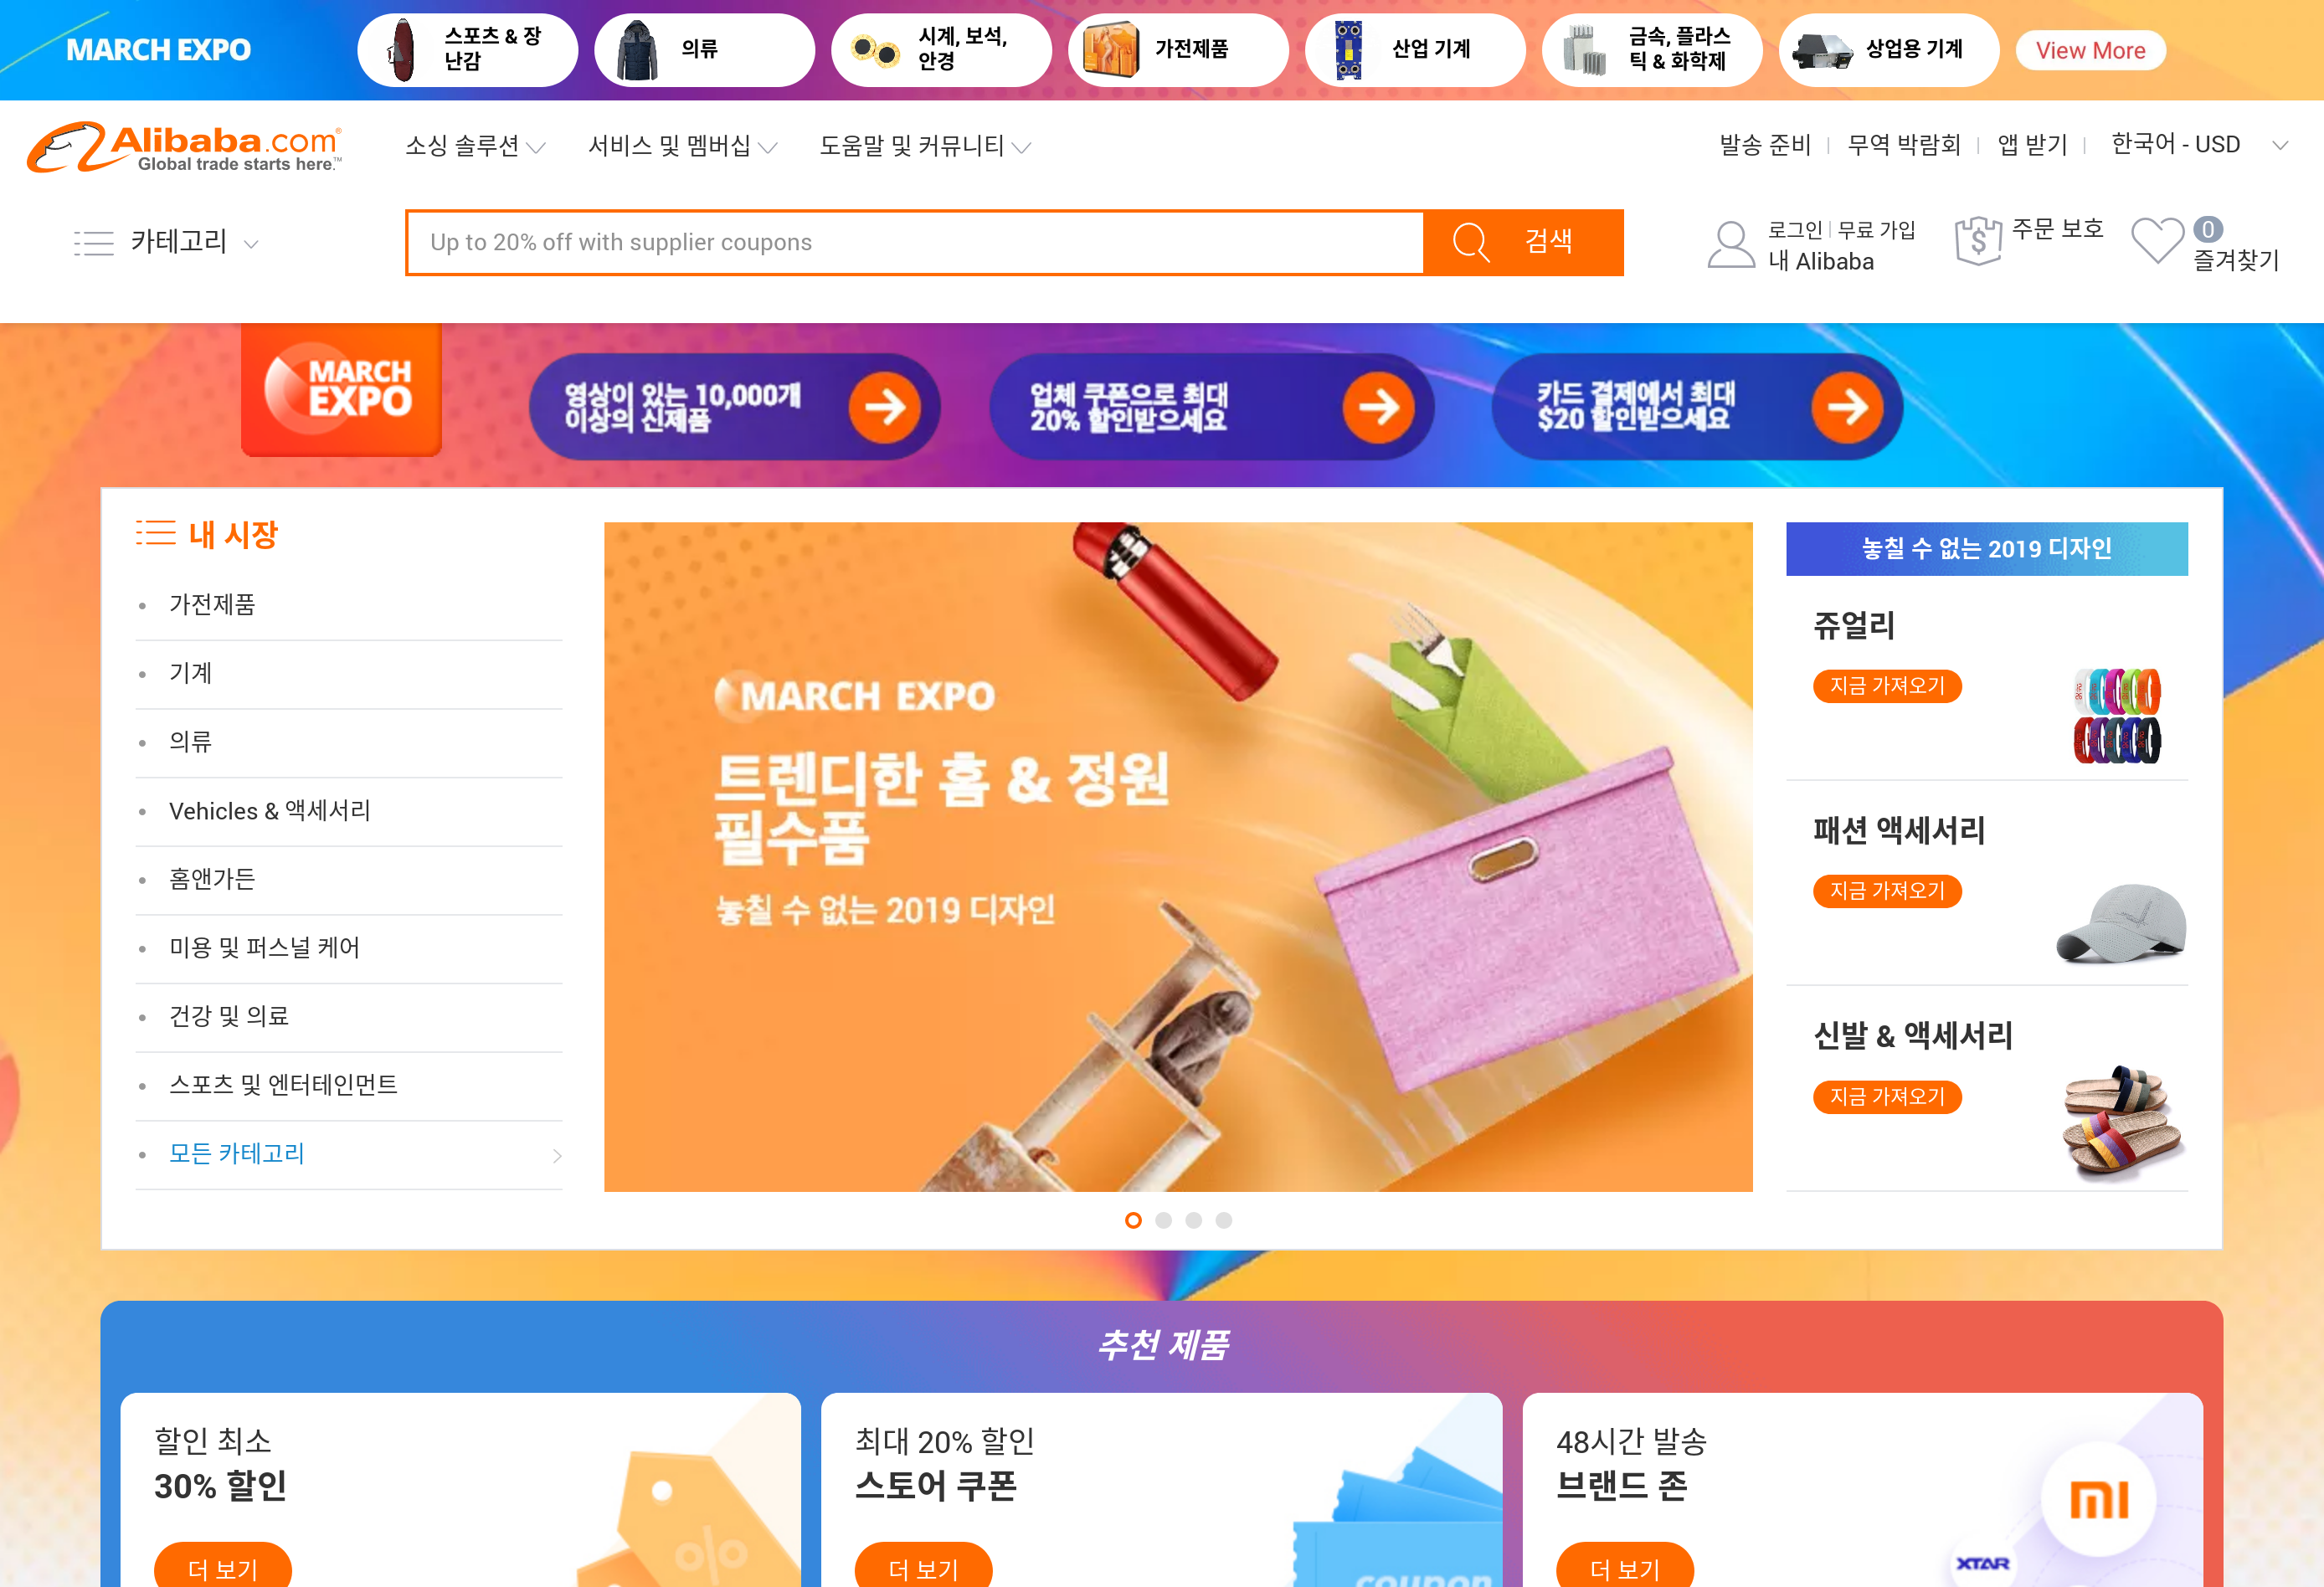 MARCH EXPO
스포츠 & 장
난감
의류
시계, 보석,
안경
가전제품
산업 기계
금속, 플라스
틱 & 화학제
상업용 기계
View More
Alibaba.com®
Global trade starts here.™
소싱 솔루션
서비스 및 멤버십
도움말 및 커뮤니티
발송 준비
무역 박람회
앱 받기
한국어 - USD
카테고리
Up to 20% off with supplier coupons
검색
로그인
무료 가입
내 Alibaba
주문 보호
0
즐겨찾기
MARCH
EXPO
영상이 있는 10,000개
이상의 신제품
업체 쿠폰으로 최대
20% 할인받으세요
카드 결제에서 최대
$20 할인받으세요
내 시장
가전제품
기계
의류
Vehicles & 액세서리
홈앤가든
미용 및 퍼스널 케어
건강 및 의료
스포츠 및 엔터테인먼트
모든 카테고리
MARCH EXPO
트렌디한 홈 & 정원
필수품
놓칠 수 없는 2019 디자인
놓칠 수 없는 2019 디자인
쥬얼리
지금 가져오기
패션 액세서리
지금 가져오기
신발 & 액세서리
지금 가져오기
추천 제품
할인 최소
30% 할인
더 보기
%
최대 20% 할인
스토어 쿠폰
더 보기
coupon
48시간 발송
브랜드 존
더 보기
mi
XTAR